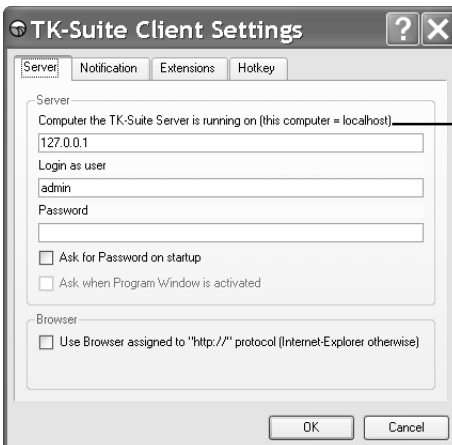 TK-Suite Client Settings
Server Notification Extensions Hotkey
Server
Computer the TK-Suite Server is running on (this computer = localhost)
127.0.0.1
Login as user
admin
Password
Ask for Password on startup
Ask when Program Window is activated
Browser
Use Browser assigned to "http://" protocol (Internet-Explorer otherwise)
OK Cancel